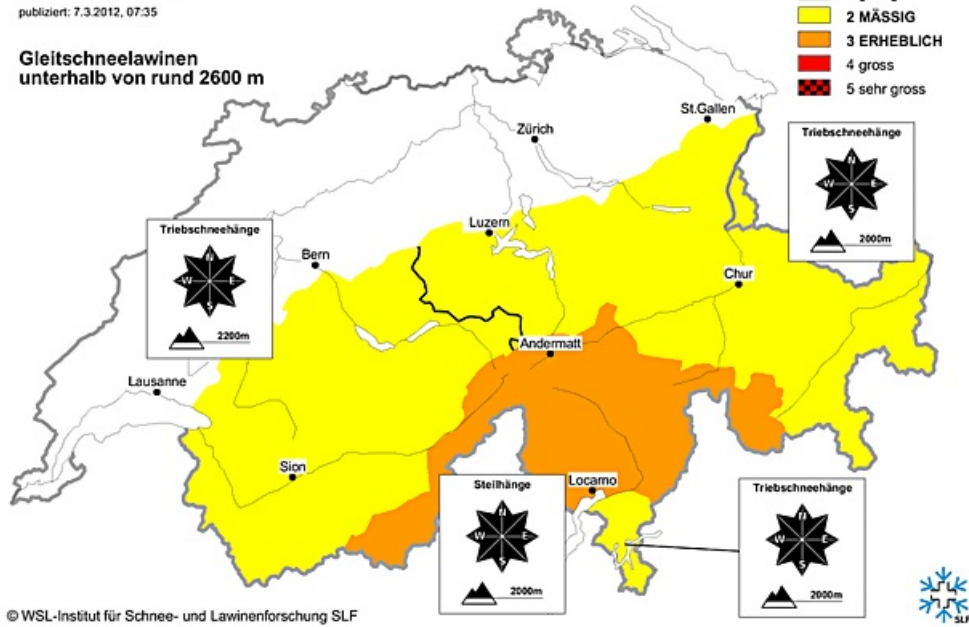 publiziert: 7.3.2012, 07:35
2 MÄSSIG
3 ERHEBLICH
4 gross
5 sehr gross
Gleitschneelawinen
unterhalb von rund 2600 m
St.Gallen
Zürich
Triebschneehänge
N
W E
S
2000m
Luzern
Triebschneehänge
N
W E
S
2200m
Bern
Chur
Andermatt
Lausanne
Sion
Locarno
Steilhänge
N
W E
S
2000m
Triebschneehänge
N
W E
S
2000m
© WSL-Institut für Schnee- und Lawinenforschung SLF
SLF